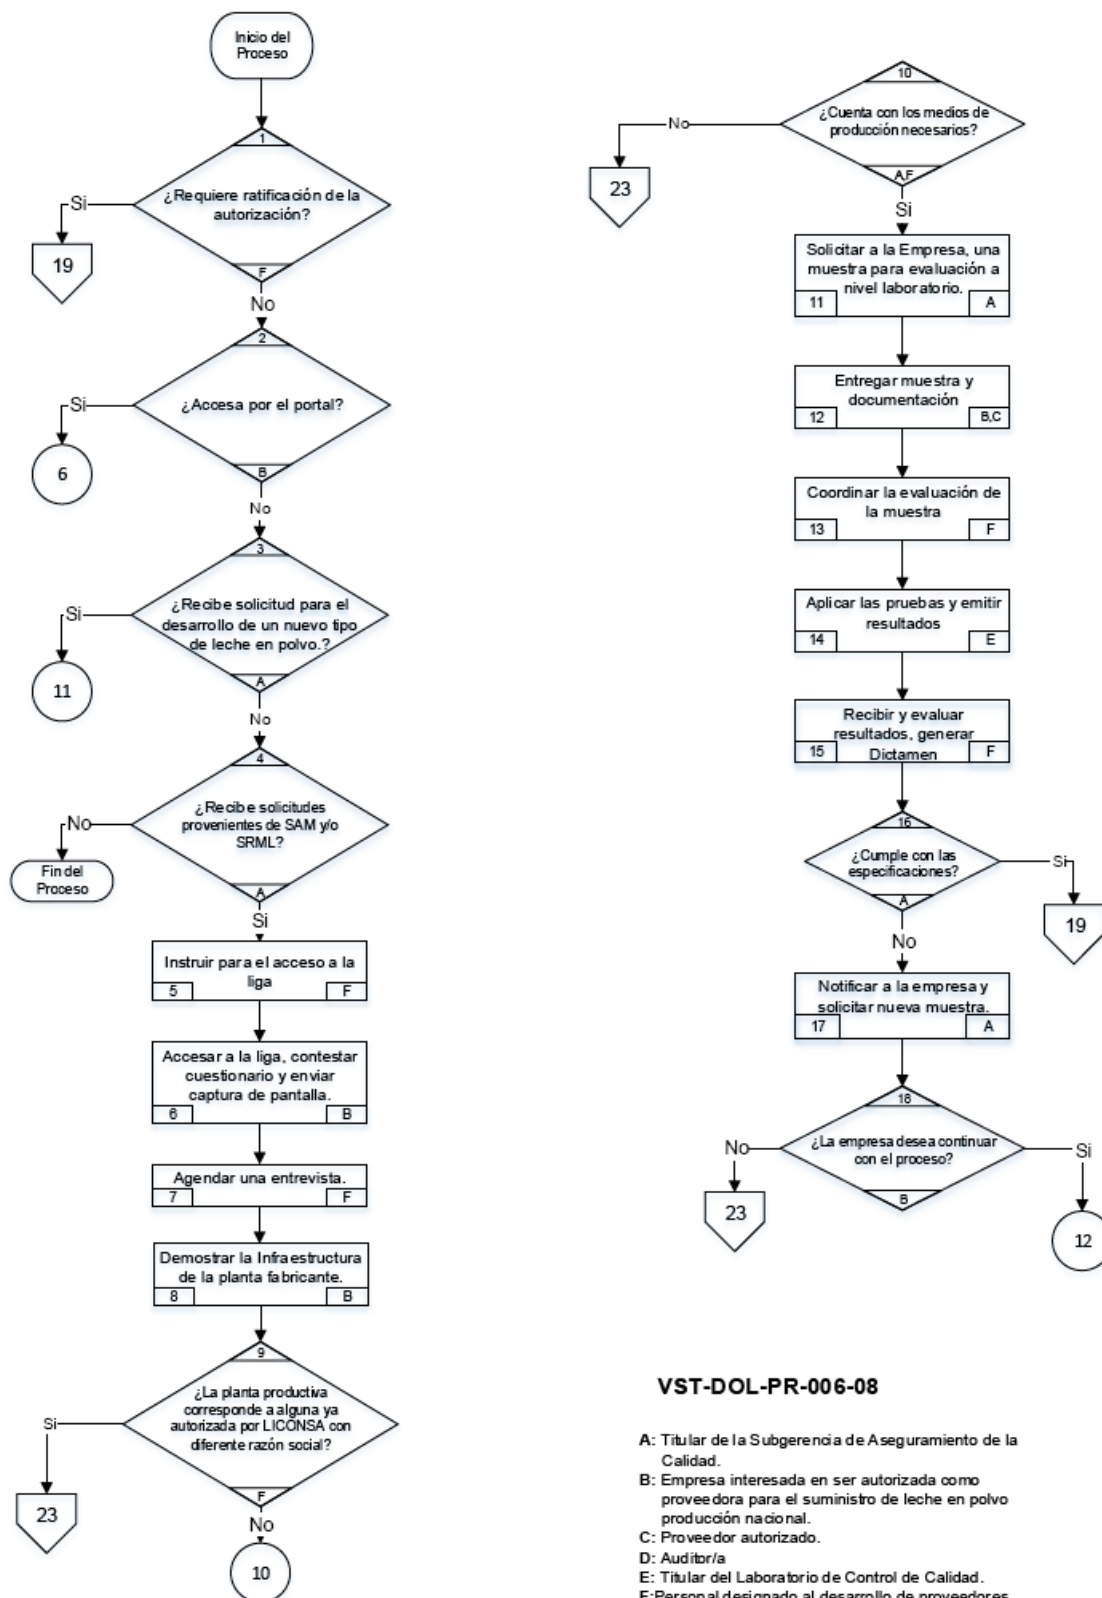 Inicio del
Proceso
1
¿Requiere ratificación de la
autorización?
F
Si
19
No
2
¿Accesa por el portal?
B
Si
6
No
3
¿Recibe solicitud para el
desarrollo de un nuevo tipo
de leche en polvo.?
A
Si
11
No
4
¿Recibe solicitudes
provenientes de SAM y/o
SRML?
A
No
Fin del
Proceso
Si
Instruir para el acceso a la
liga
5 F
Accesar a la liga, contestar
cuestionario y enviar
captura de pantalla.
6 B
Agendar una entrevista.
7 F
Demostrar la Infraestructura
de la planta fabricante.
8 B
9
¿La planta productiva
corresponde a alguna ya
autorizada por LICONSA con
diferente razón social?
F
Si
23
No
10
10
¿Cuenta con los medios de
producción necesarios?
A,F
No
23
Si
Solicitar a la Empresa, una
muestra para evaluación a
nivel laboratorio.
11 A
Entregar muestra y
documentación
12 B,C
Coordinar la evaluación de
la muestra
13 F
Aplicar las pruebas y emitir
resultados
14 E
Recibir y evaluar
resultados, generar
Dictamen
15 F
16
¿Cumple con las
especificaciones?
A
Si
19
No
Notificar a la empresa y
solicitar nueva muestra.
17 A
18
¿La empresa desea continuar
con el proceso?
B
No
23
Si
12
VST-DOL-PR-006-08
A: Titular de la Subgerencia de Aseguramiento de la
Calidad.
B: Empresa interesada en ser autorizada como
proveedora para el suministro de leche en polvo
producción nacional.
C: Proveedor autorizado.
D: Auditor/a
E: Titular del Laboratorio de Control de Calidad.
F:Personal designado al desarrollo de proveedores